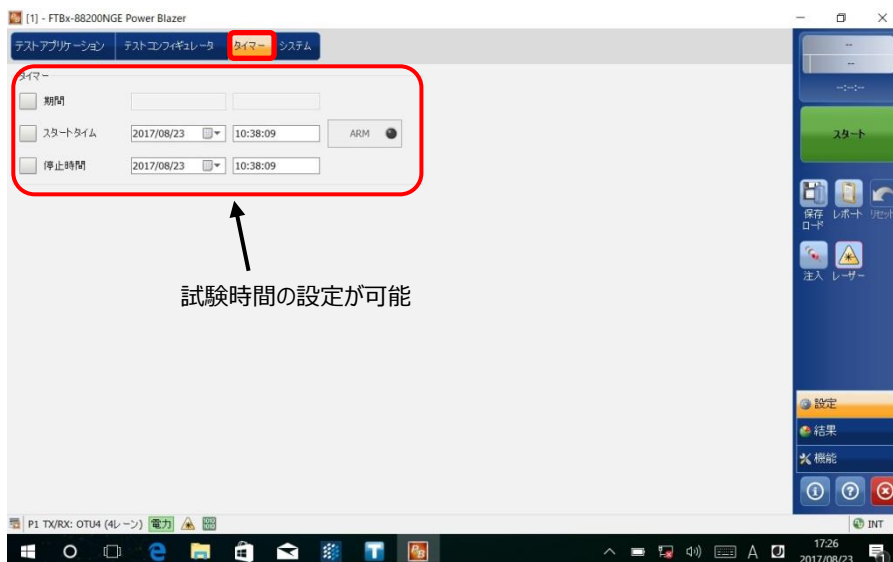 [1] - FTBx-88200NGE Power Blazer
テストアプリケーション テストコンフィギュレータ タイマー システム
タイマー
期間
スタートタイム 2017/08/23 10:38:09 ARM
停止時間 2017/08/23 10:38:09
試験時間の設定が可能
--
--
--:--:--
スタート
保存 レポート リセット
ロード
注入 レーザー
設定
結果
機能
P1 TX/RX: OTU4 (4レーン) 電力
INT
A
17:26
2017/08/23